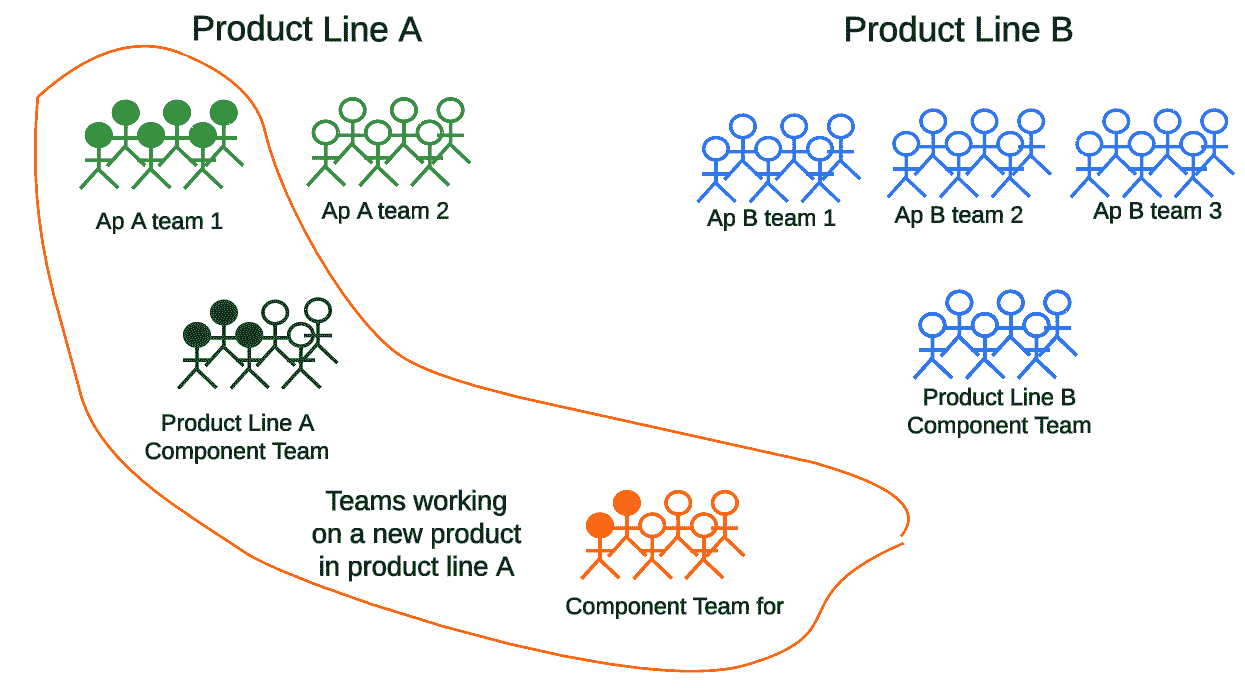 Product Line A
Product Line B
Ap A team 1
Ap A team 2
Ap B team 1
Ap B team 2
Ap B team 3
Product Line A
Component Team
Product Line B
Component Team
Teams working
on a new product
in product line A
Component Team for